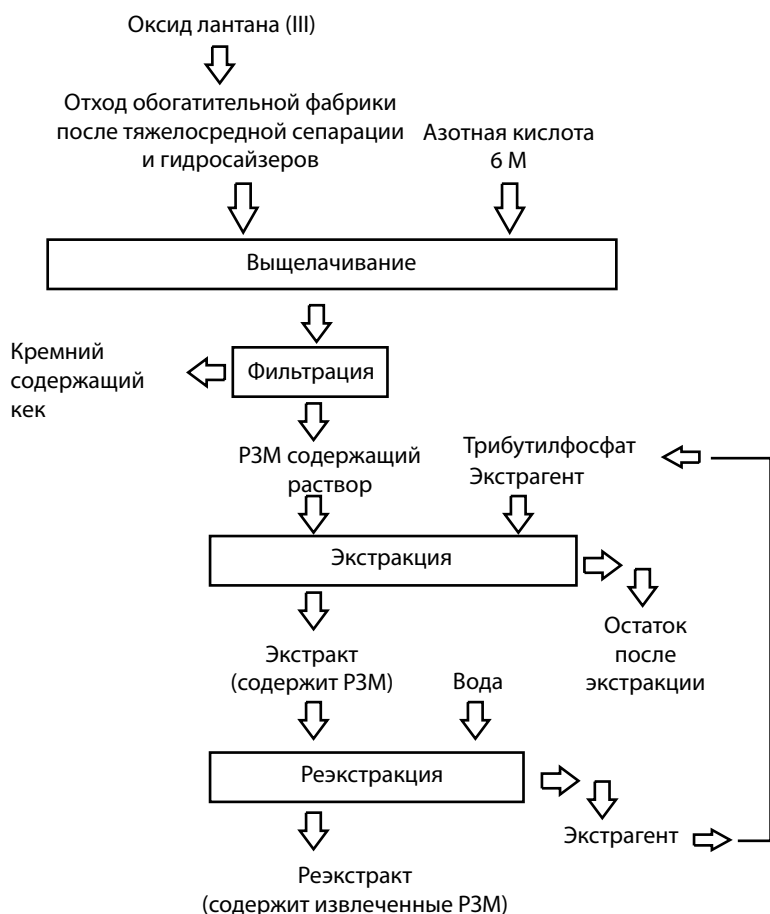 Оксид лантана (III)
Отход обогатительной фабрики
после тяжелосредной сепарации
и гидросайзеров
Азотная кислота
6 М
Выщелачивание
Кремний
содержащий
кек
Фильтрация
РЗМ содержащий
раствор
Трибутилфосфат
Экстрагент
Экстракция
Остаток
после
экстракции
Экстракт
(содержит РЗМ)
Вода
Реэкстракция
Экстрагент
Реэкстракт
(содержит извлеченные РЗМ)